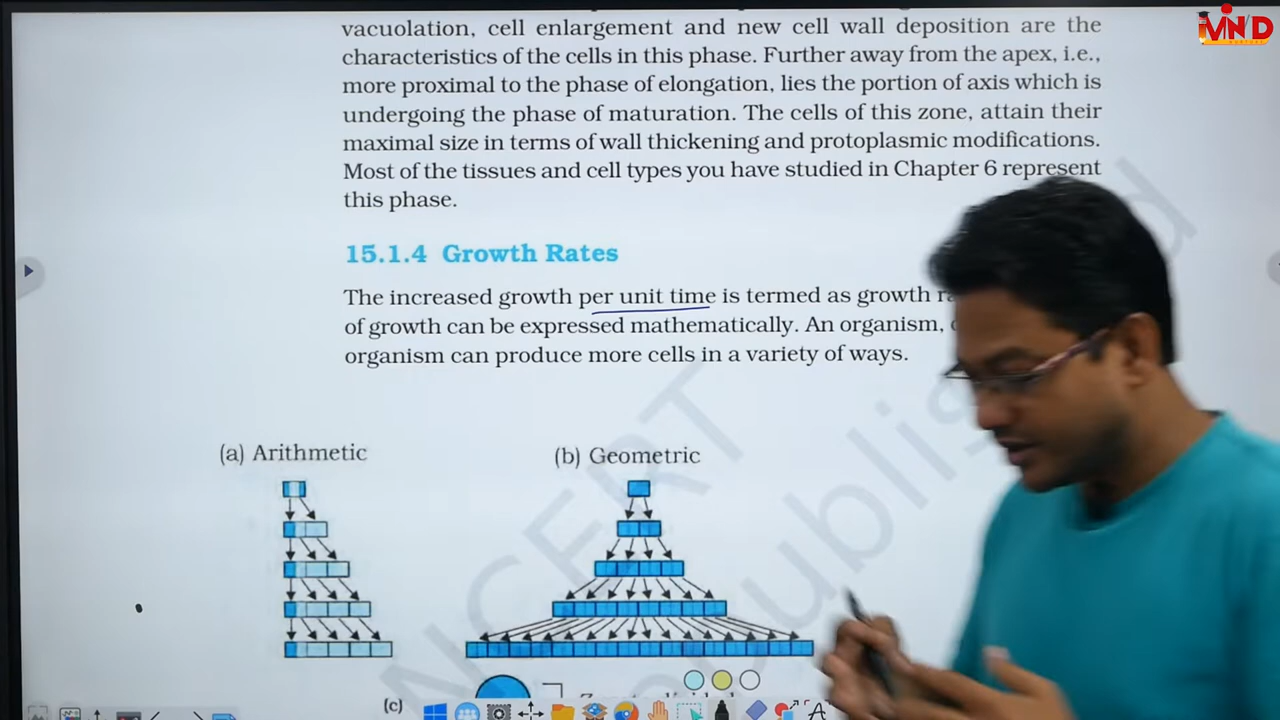 vacuolation, cell enlargement and new cell wall deposition are the
characteristics of the cells in this phase. Further away from the apex, i.e.,
more proximal to the phase of elongation, lies the portion of axis which is
undergoing the phase of maturation. The cells of this zone, attain their
maximal size in terms of wall thickening and protoplasmic modifications.
Most of the tissues and cell types you have studied in Chapter 6 represent
this phase.
15.1.4 Growth Rates
The increased growth per unit time is termed as growth
of growth can be expressed mathematically. An organism,
organism can produce more cells in a variety of ways.
(a) Arithmetic
(b) Geometric
(c)
NCERT
MIND